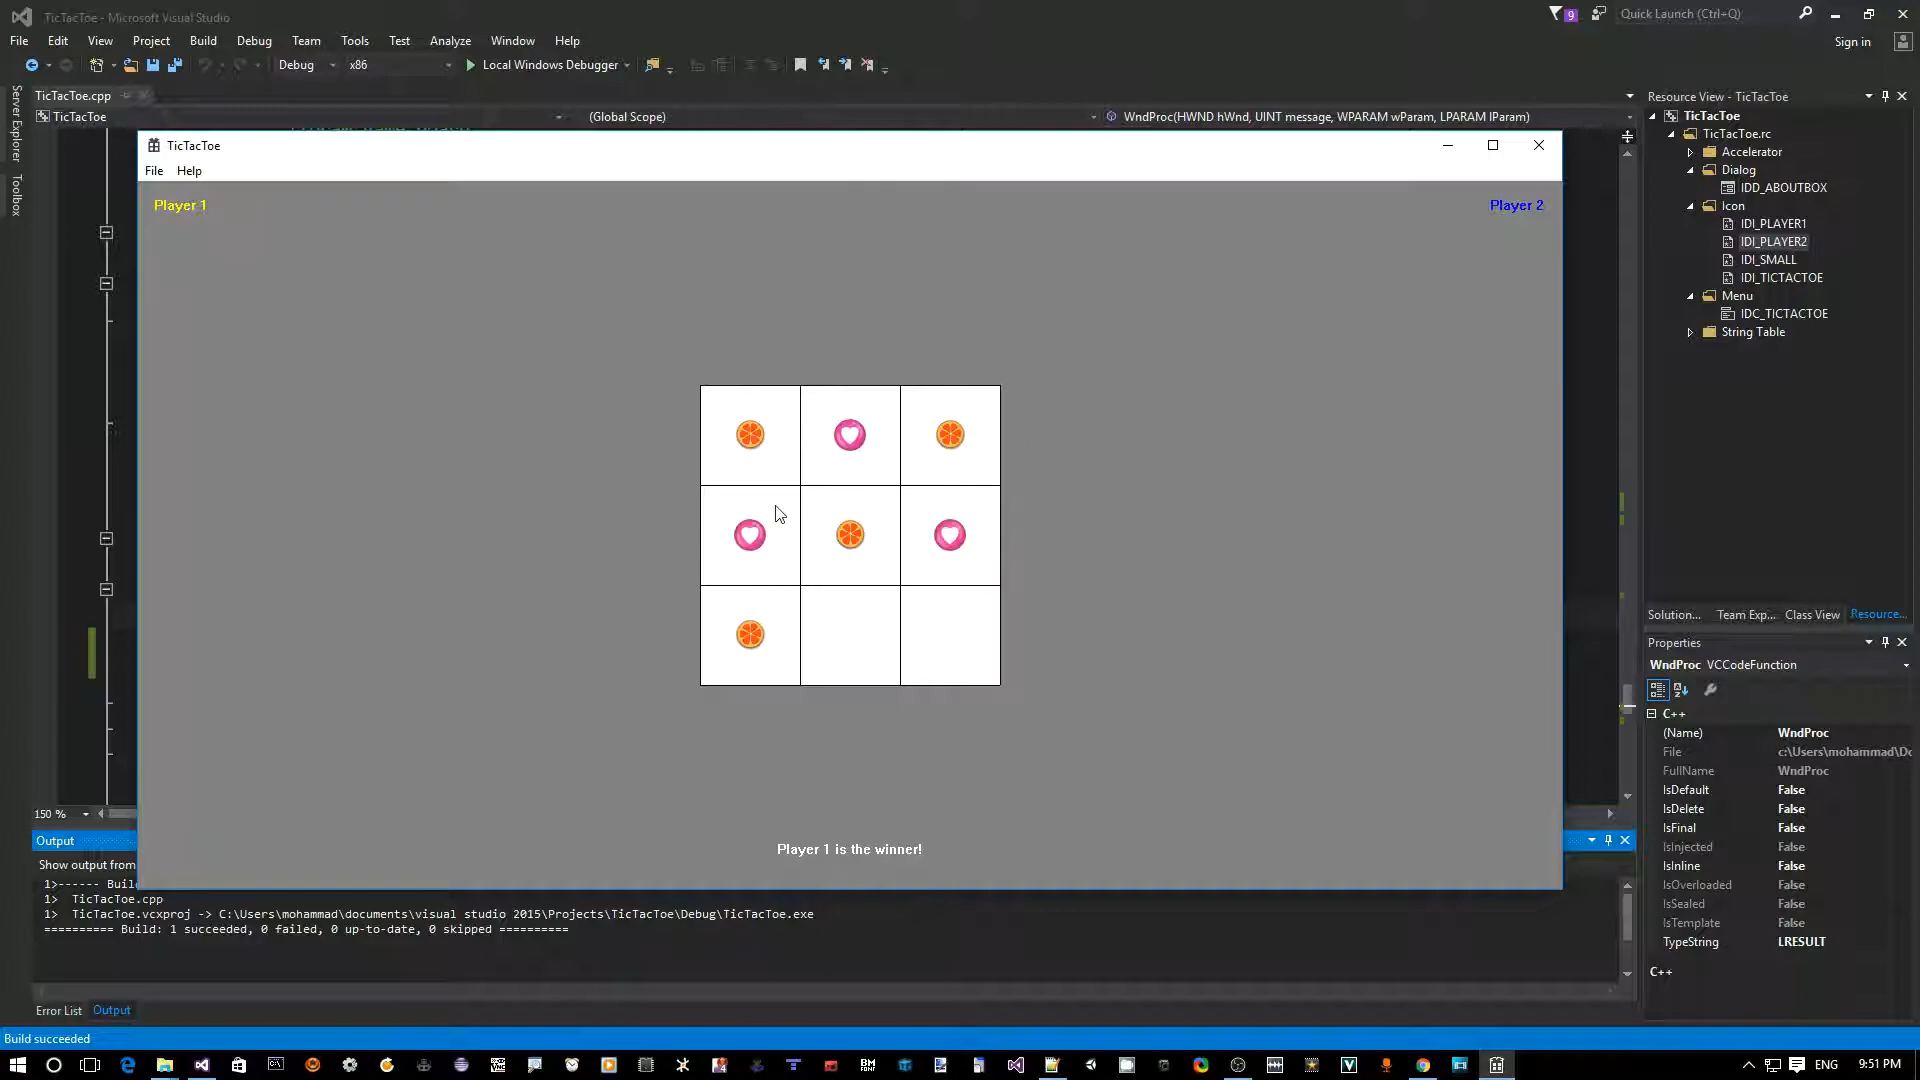 TicTacToe - Microsoft Visual Studio
9
Quick Launch (Ctrl+Q)
File Edit View Project Build Debug Team Tools Test Analyze Window Help
Sign in
Debug x86 Local Windows Debugger
Server Explorer
Toolbox
TicTacToe.cpp
TicTacToe (Global Scope) WndProc(HWND hWnd, UINT message, WPARAM wParam, LPARAM lParam)
TicTacToe
File Help
Player 1
Player 2
Player 1 is the winner!
Resource View - TicTacToe
TicTacToe
TicTacToe.rc
Accelerator
Dialog
IDD_ABOUTBOX
Icon
IDI_PLAYER1
IDI_PLAYER2
IDI_SMALL
IDI_TICTACTOE
Menu
IDC_TICTACTOE
String Table
Solution... Team Exp... Class View Resource...
Properties
WndProc VCCodeFunction
C++
(Name) WndProc
File c:\Users\mohammad\Do
FullName WndProc
IsDefault False
IsDelete False
IsFinal False
IsInjected False
IsInline False
IsOverloaded False
IsSealed False
IsTemplate False
TypeString LRESULT
C++
150 %
Output
Show output from
1>------ Buil
1> TicTacToe.cpp
1> TicTacToe.vcxproj -> C:\Users\mohammad\documents\visual studio 2015\Projects\TicTacToe\Debug\TicTacToe.exe
========== Build: 1 succeeded, 0 failed, 0 up-to-date, 0 skipped ==========
Error List Output
Build succeeded
ENG 9:51 PM